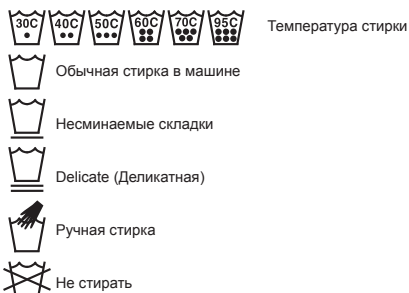 30C 40C 50C 60C 70C 95C Температура стирки
Обычная стирка в машине
Несминаемые складки
Delicate (Деликатная)
Ручная стирка
Не стирать